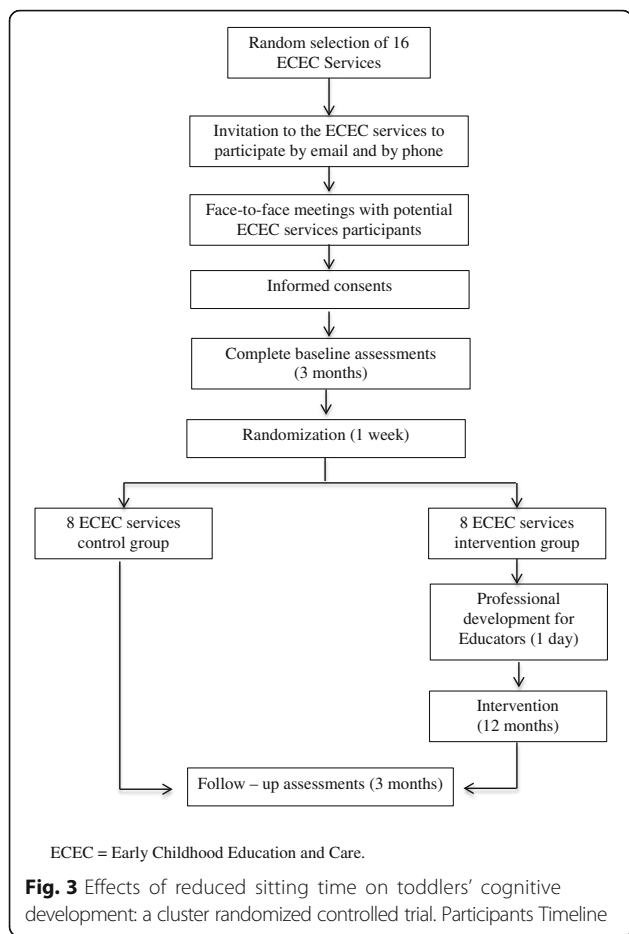 Random selection of 16
ECEC Services
Invitation to the ECEC services to
participate by email and by phone
Face-to-face meetings with potential
ECEC services participants
Informed consents
Complete baseline assessments
(3 months)
Randomization (1 week)
8 ECEC services
control group
8 ECEC services
intervention group
Professional
development for
Educators (1 day)
Intervention
(12 months)
Follow – up assessments (3 months)
ECEC = Early Childhood Education and Care.
Fig. 3 Effects of reduced sitting time on toddlers’ cognitive
development: a cluster randomized controlled trial. Participants Timeline